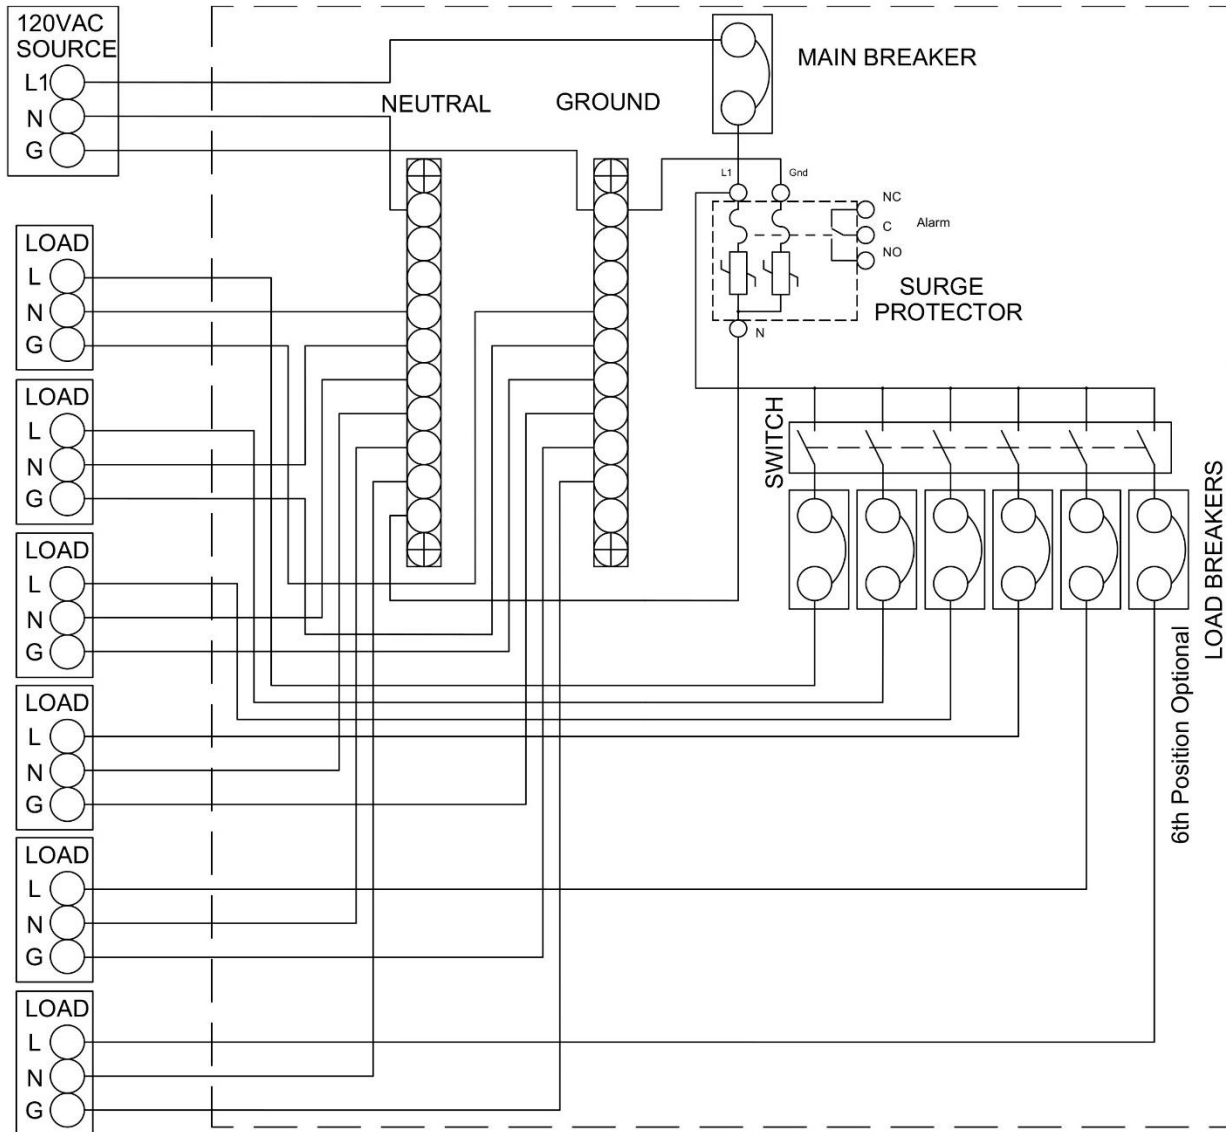 120VAC
SOURCE
L1
N
G
NEUTRAL
GROUND
MAIN BREAKER
L1
Gnd
NC
C
Alarm
NO
SURGE
PROTECTOR
N
LOAD
L
N
G
LOAD
L
N
G
LOAD
L
N
G
LOAD
L
N
G
LOAD
L
N
G
LOAD
L
N
G
SWITCH
LOAD BREAKERS
6th Position Optional